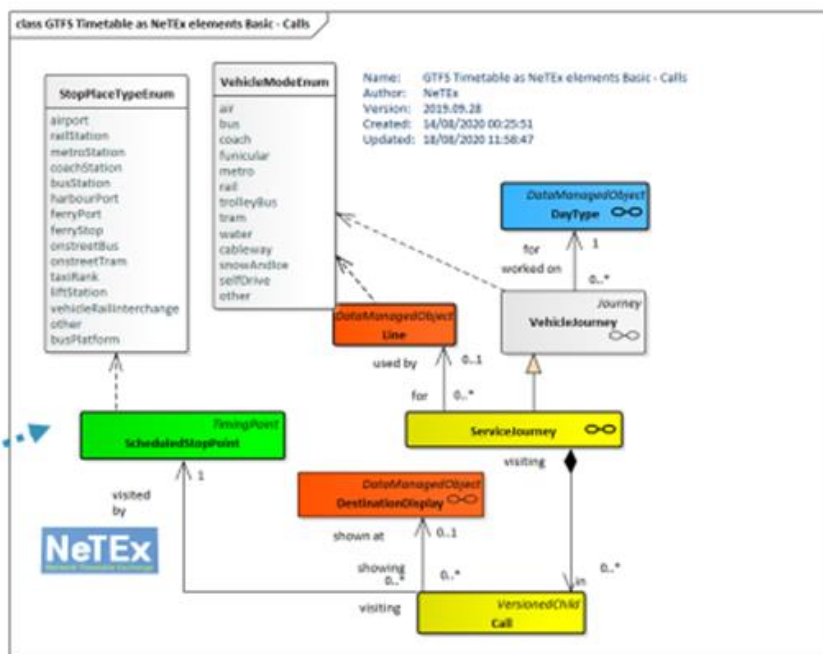 class GTFS Timetable as NeTEx elements Basic - Calls
StopPlaceTypeEnum
airport
railStation
metroStation
coachStation
busStation
harbourPort
ferryPort
ferryStop
onstreetBus
onstreetTram
taxiRank
liftStation
vehicleRailInterchange
other
busPlatform
VehicleModeEnum
air
bus
coach
funicular
metro
rail
trolleyBus
tram
water
cableway
snowAndIce
selfDrive
other
Name: GTFS Timetable as NeTEx elements Basic - Calls
Author: NeTEx
Version: 2019.09.28
Created: 14/08/2020 00:25:51
Updated: 18/08/2020 11:58:47
DataManagedObject
DayType
for
1
worked on
0..*
Journey
VehicleJourney
DataManagedObject
Line
used by
0..1
for
0..*
TimingPoint
ScheduledStopPoint
ServiceJourney
visiting
1
visited
by
DataManagedObject
DestinationDisplay
shown at
0..1
NeTEx
Network Timetable Exchange
showing
0..*
0..*
0..*
in
visiting
VersionedChild
Call